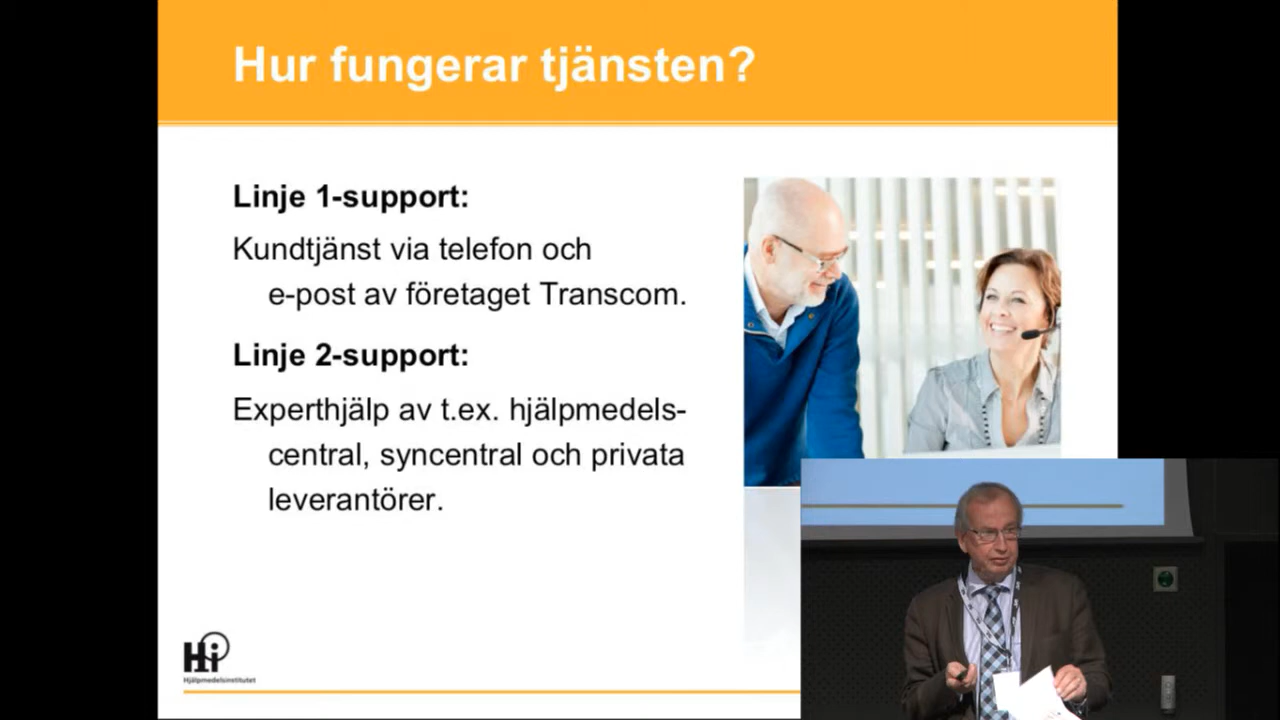 Hur fungerar tjänsten?
Linje 1-support:
Kundtjänst via telefon och
e-post av företaget Transcom.
Linje 2-support:
Experthjälp av t.ex. hjälpmedels-
central, syncentral och privata
leverantörer.
Hi
Hjälpmedelsinstitutet